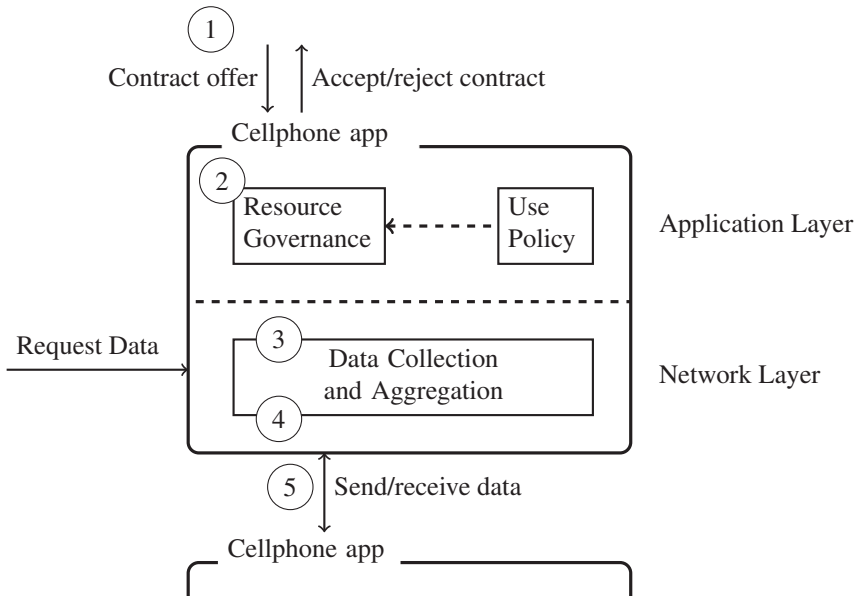 1
Contract offer
Accept/reject contract
Cellphone app
2
Resource
Governance
Use
Policy
Application Layer
Request Data
3
Data Collection
and Aggregation
4
Network Layer
5
Send/receive data
Cellphone app